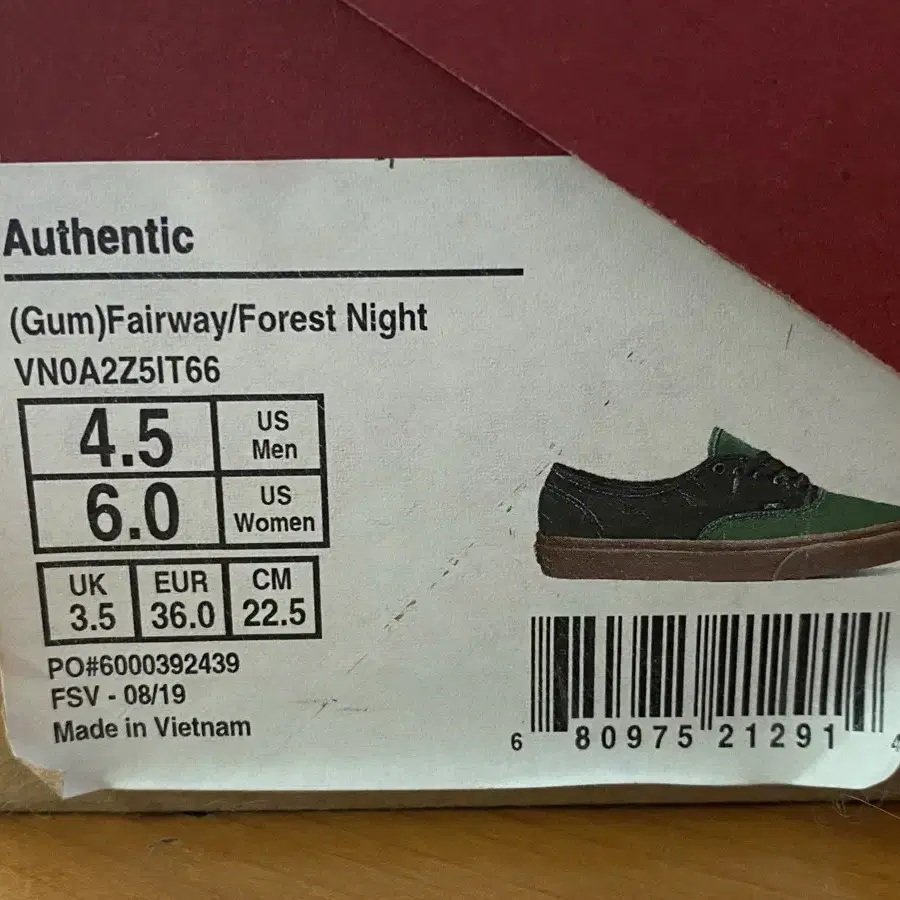 Authentic
(Gum)Fairway/Forest Night
VN0A2Z5IT66
4.5 US Men
6.0 US Women
UK EUR CM
3.5 36.0 22.5
PO#6000392439
FSV - 08/19
Made in Vietnam
6 80975 21291 4